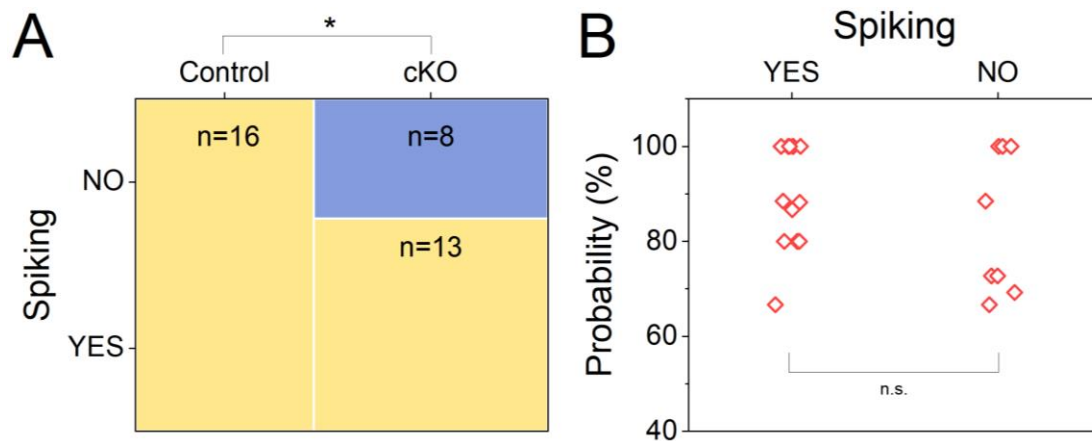 A
*
Control cKO
n=16 n=8
n=13
NO
YES
Spiking
B
Spiking
YES NO
100
80
60
40
Probability (%)
n.s.